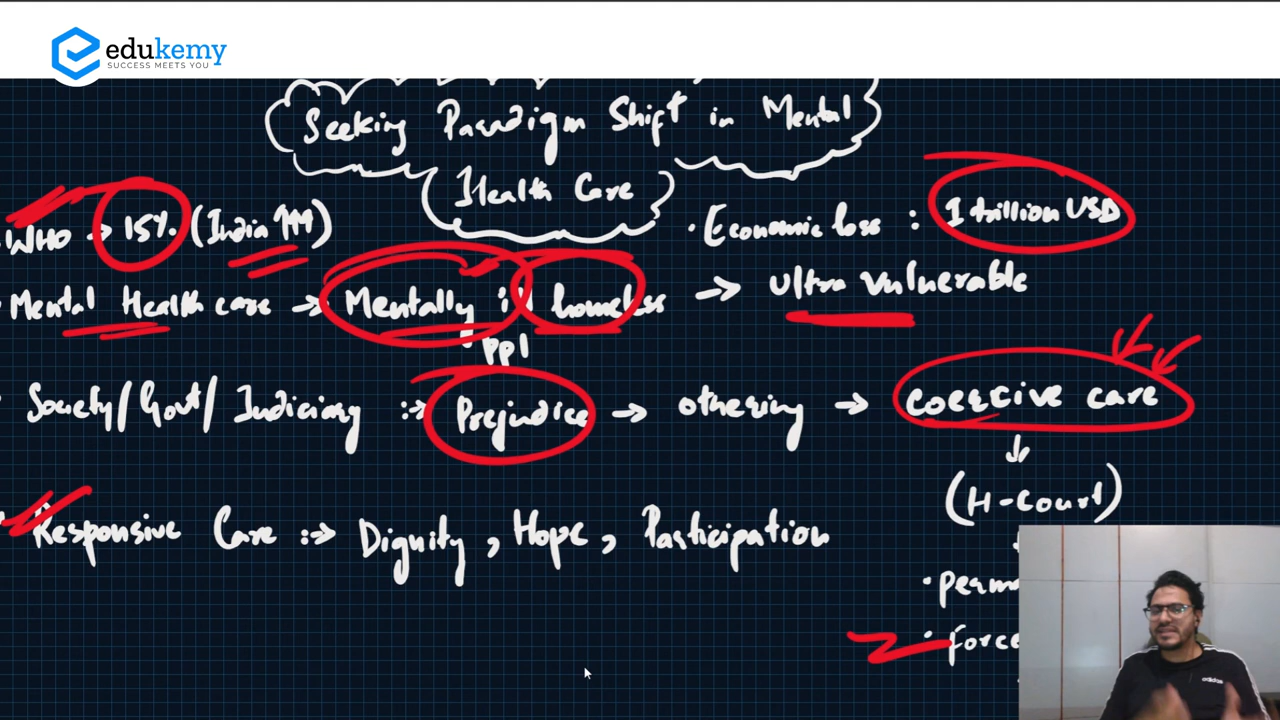 edukemy
SUCCESS MEETS YOU
Seeking Paradigm Shift in Mental
Health Care
WHO → 15%. (India
• Economic loss : 1 trillion USD
Mental Health care → Mentally ill homeless → Ultra vulnerable
ppl
Society/Govt/Judiciary :→ Prejudice → othering → coercive care
↓
(H-Court)
Responsive Care :→ Dignity, Hope, Participation
• perma
• force
adidas